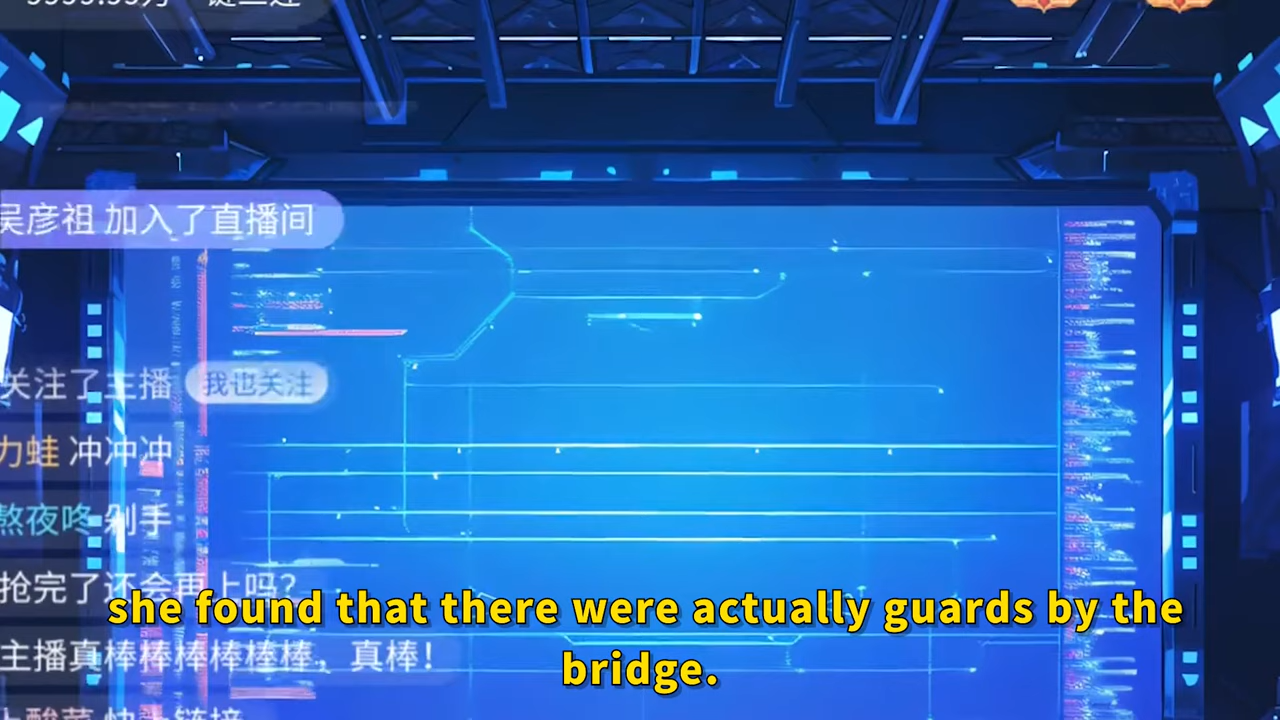 吴彦祖 加入了直播间
关注了主播 我也关注
力蛙 冲冲冲
熬夜咚 剁手
抢完了还会再上吗?
she found that there were actually guards by the
主播真棒棒棒棒棒棒，真棒！
bridge.